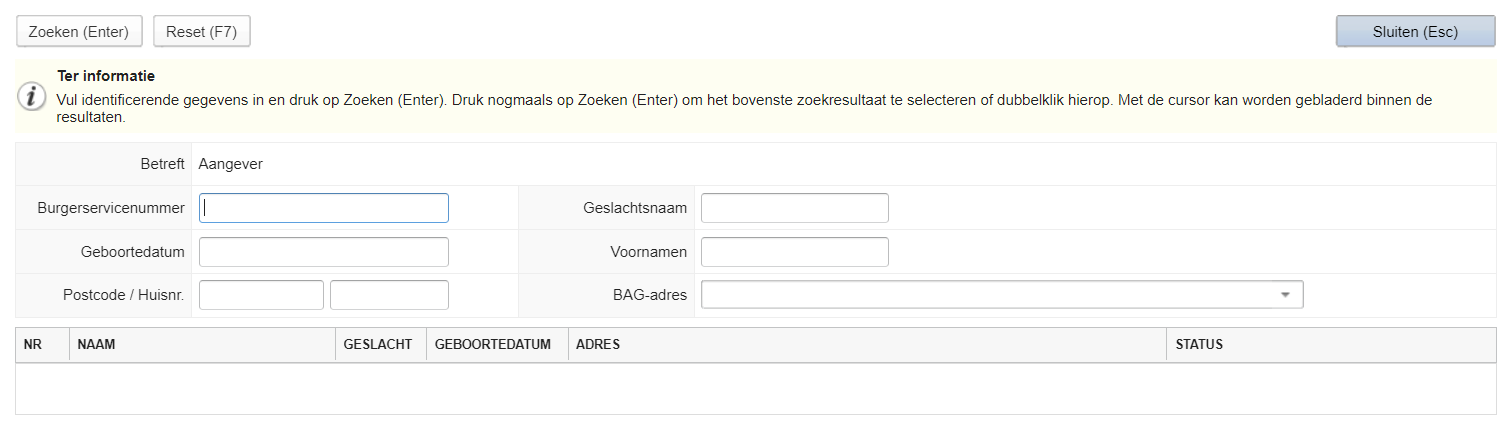 Zoeken (Enter) Reset (F7) Sluiten (Esc)
Ter informatie
Vul identificerende gegevens in en druk op Zoeken (Enter). Druk nogmaals op Zoeken (Enter) om het bovenste zoekresultaat te selecteren of dubbelklik hierop. Met de cursor kan worden gebladerd binnen de
resultaten.
Betreft Aangever
Burgerservicenummer Geslachtsnaam
Geboortedatum Voornamen
Postcode / Huisnr. BAG-adres
NR NAAM GESLACHT GEBOORTEDATUM ADRES STATUS